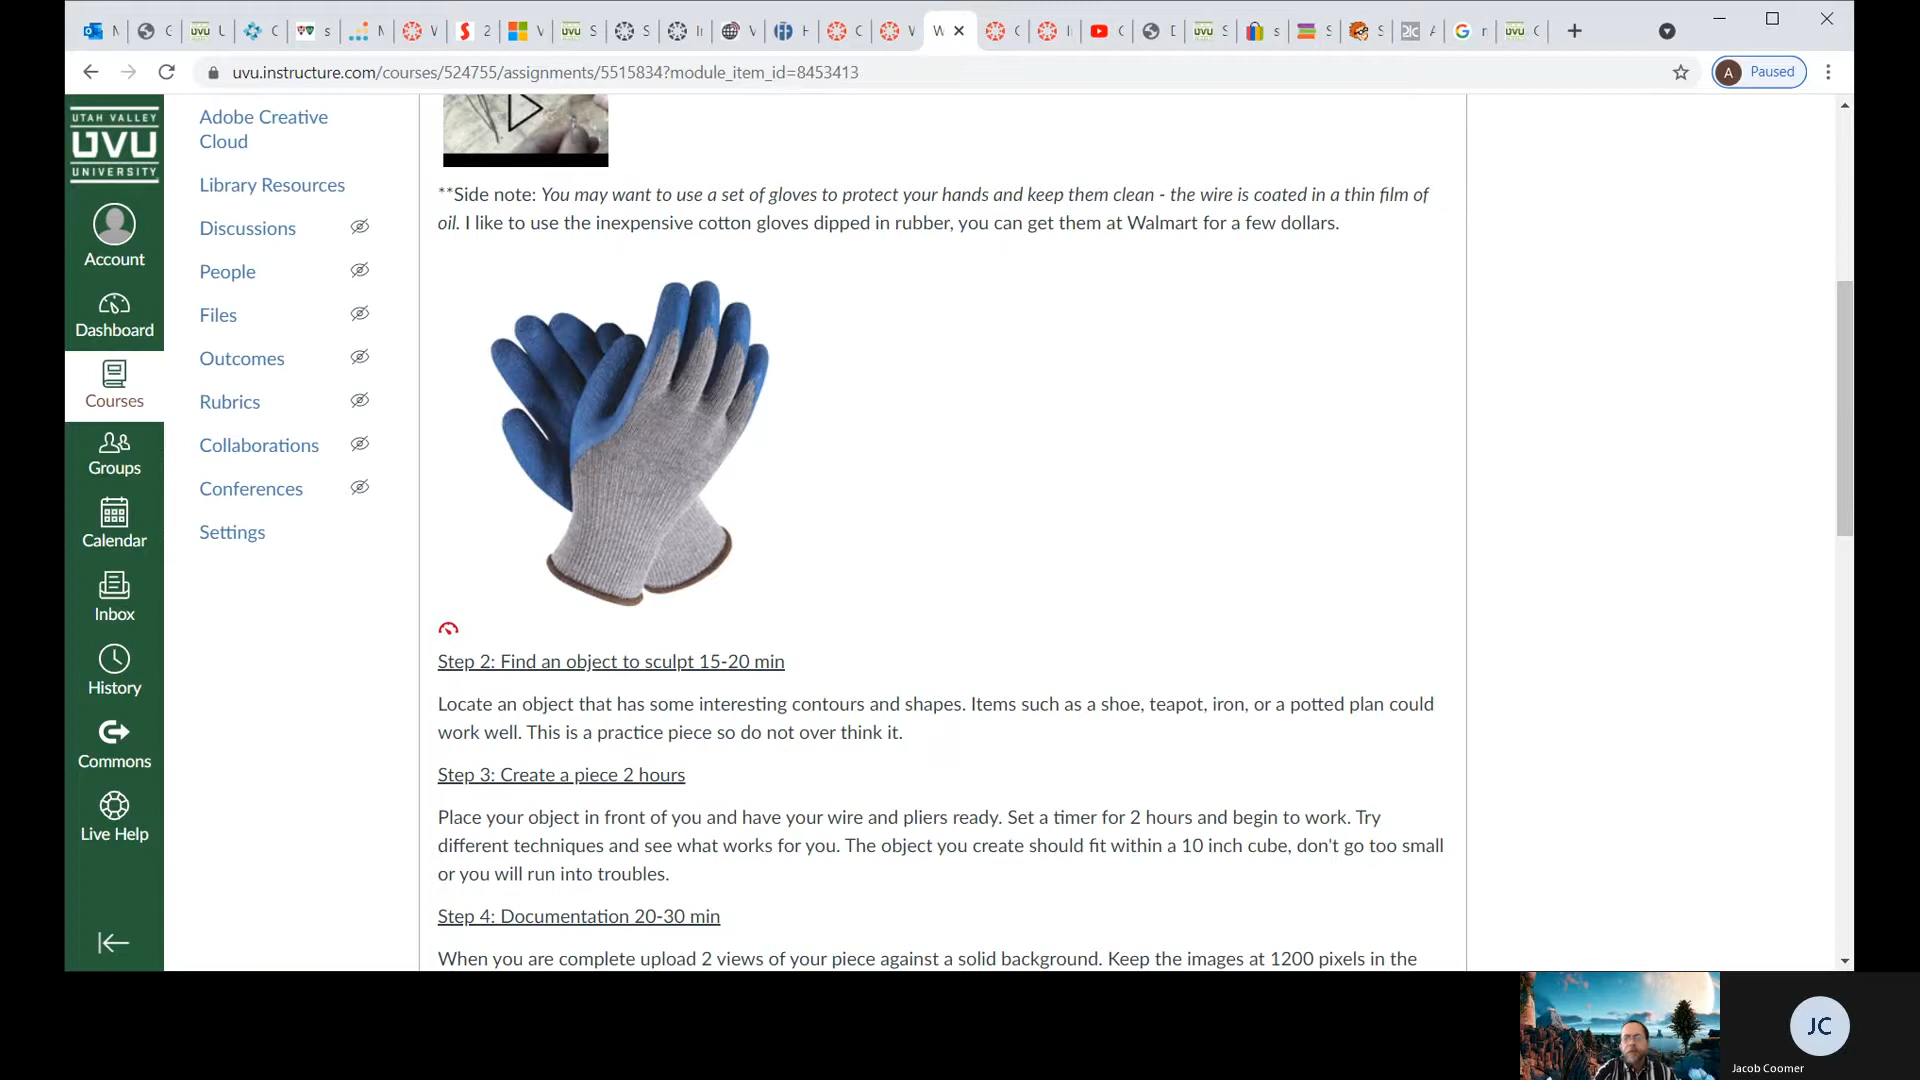 uvu.instructure.com/courses/524755/assignments/5515834?module_item_id=8453413
A Paused
UTAH VALLEY
UVU
UNIVERSITY
Account
Dashboard
Courses
Groups
Calendar
Inbox
History
Commons
Live Help
Adobe Creative
Cloud
Library Resources
Discussions
People
Files
Outcomes
Rubrics
Collaborations
Conferences
Settings
**Side note: You may want to use a set of gloves to protect your hands and keep them clean - the wire is coated in a thin film of
oil. I like to use the inexpensive cotton gloves dipped in rubber, you can get them at Walmart for a few dollars.
Step 2: Find an object to sculpt 15-20 min
Locate an object that has some interesting contours and shapes. Items such as a shoe, teapot, iron, or a potted plan could
work well. This is a practice piece so do not over think it.
Step 3: Create a piece 2 hours
Place your object in front of you and have your wire and pliers ready. Set a timer for 2 hours and begin to work. Try
different techniques and see what works for you. The object you create should fit within a 10 inch cube, don't go too small
or you will run into troubles.
Step 4: Documentation 20-30 min
When you are complete upload 2 views of your piece against a solid background. Keep the images at 1200 pixels in the
JC
Jacob Coomer